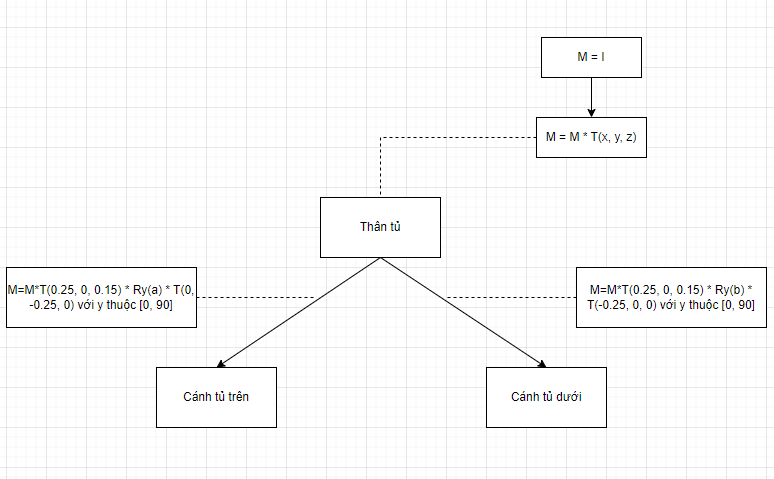 M = I
M = M * T(x, y, z)
Thân tủ
M=M*T(0.25, 0, 0.15) * Ry(a) * T(0,
-0.25, 0) với y thuộc [0, 90]
M=M*T(0.25, 0, 0.15) * Ry(b) *
T(-0.25, 0, 0) với y thuộc [0, 90]
Cánh tủ trên
Cánh tủ dưới